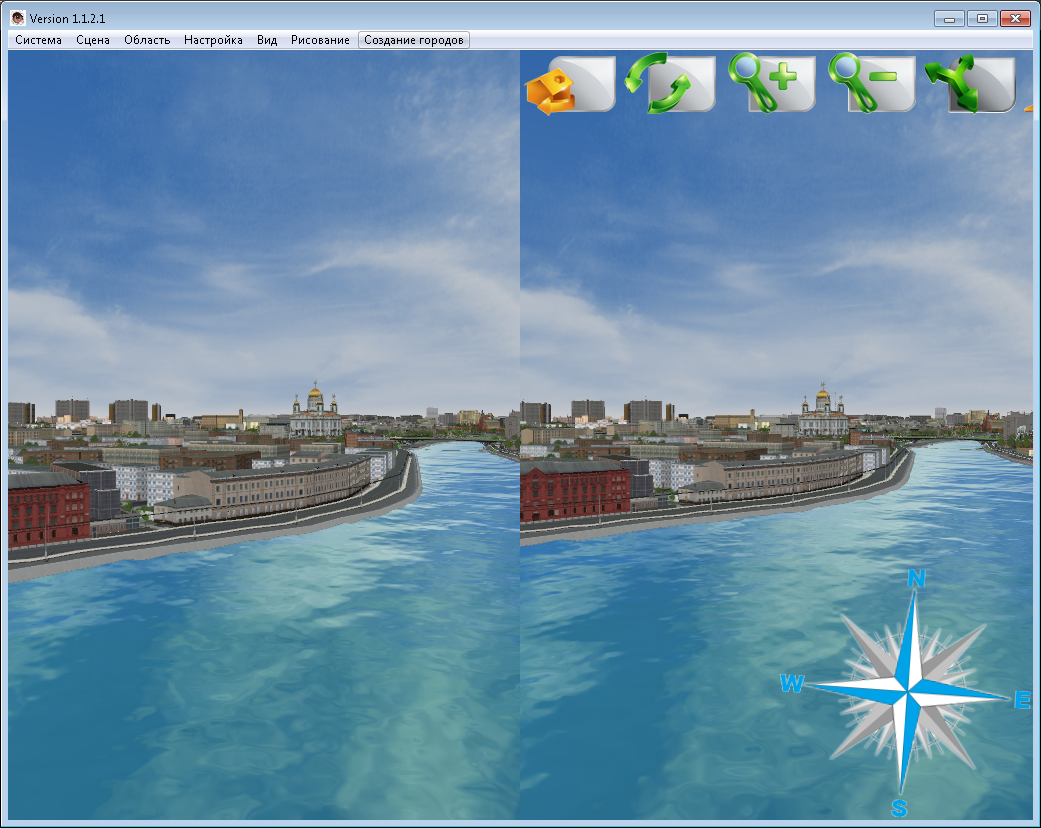 Version 1.1.2.1
Система Сцена Область Настройка Вид Рисование Создание городов
N
W
E
S